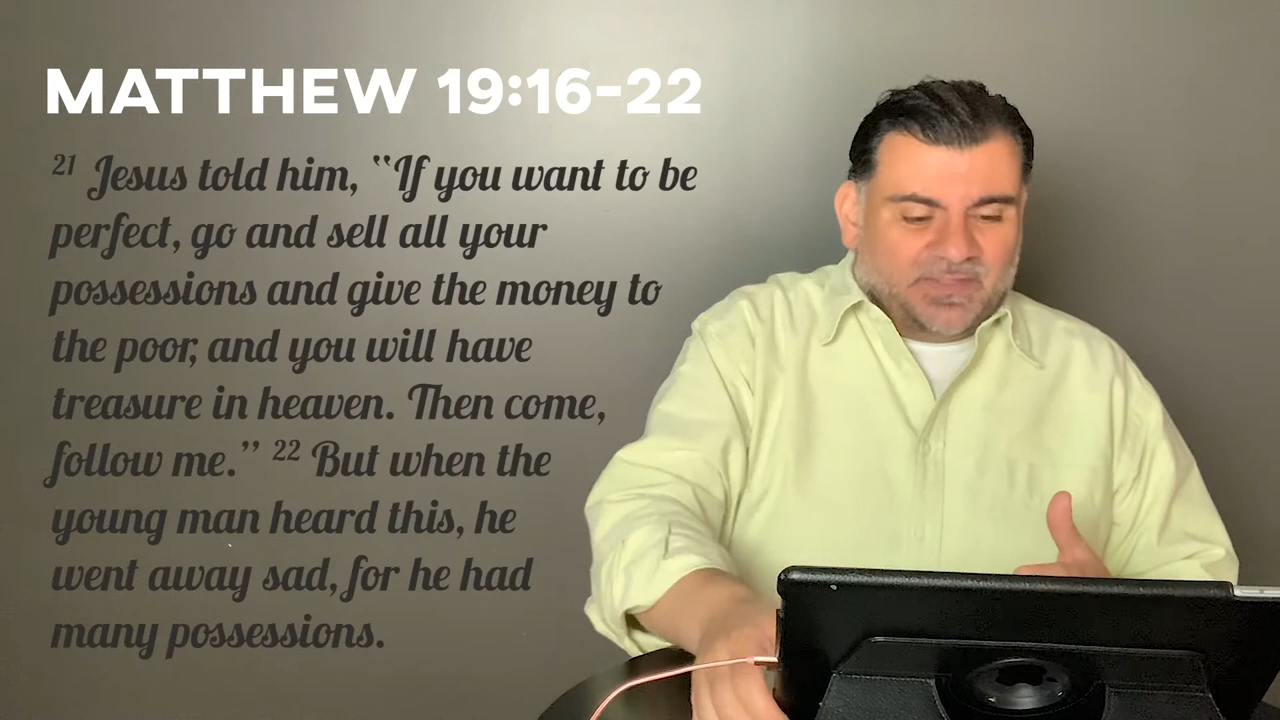 MATTHEW 19:16-22
²¹ Jesus told him, “If you want to be
perfect, go and sell all your
possessions and give the money to
the poor, and you will have
treasure in heaven. Then come,
follow me.” ²² But when the
young man heard this, he
went away sad, for he had
many possessions.